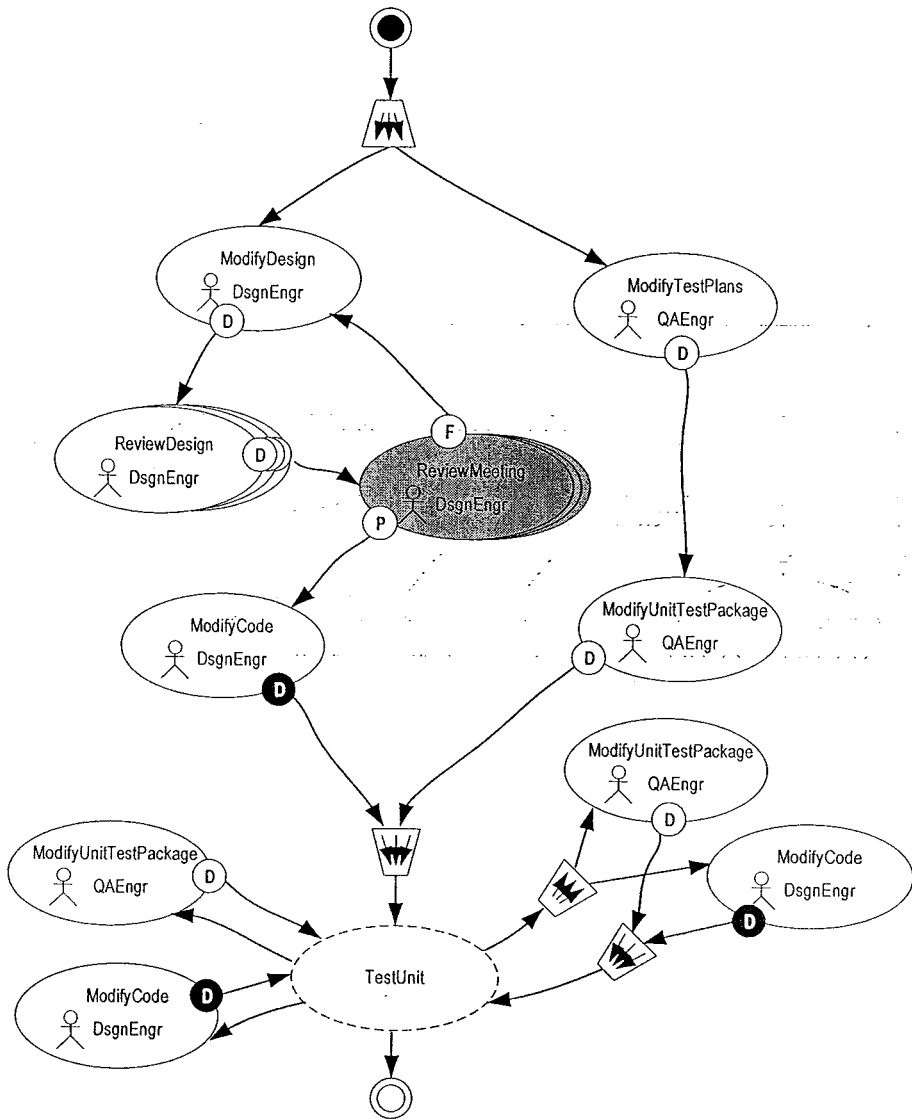 ModifyDesign
DsgnEngr
D
ModifyTestPlans
QAEngr
D
ReviewDesign
DsgnEngr
D
F
ReviewMeeting
DsgnEngr
P
ModifyCode
DsgnEngr
D
ModifyUnitTestPackage
QAEngr
D
ModifyUnitTestPackage
QAEngr
D
ModifyUnitTestPackage
QAEngr
D
ModifyCode
DsgnEngr
D
TestUnit
ModifyCode
DsgnEngr
D